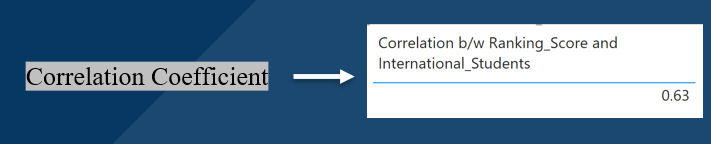 Correlation Coefficient
Correlation b/w Ranking_Score and
International_Students
0.63